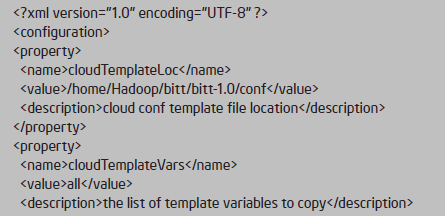 <?xml version="1.0" encoding="UTF-8" ?>
<configuration>
<property>
<name>cloudTemplateLoc</name>
<value>/home/Hadoop/bitt/bitt-1.0/conf</value>
<description>cloud conf template file location</description>
</property>
<property>
<name>cloudTemplateVars</name>
<value>all</value>
<description>the list of template variables to copy</description>